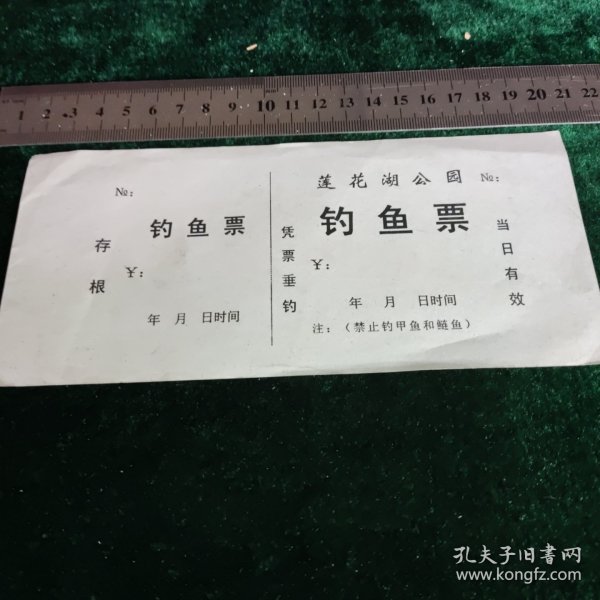 1 2 3 4 5 6 7 8 9 10 11 12 13 14 15 16 17 18 19 20 21 22
№:
钓鱼票
存根
¥:
年 月 日时间
莲花湖公园 №:
钓鱼票
凭票垂钓
当日有效
¥:
年 月 日时间
注:(禁止钓甲鱼和鲢鱼)
孔夫子旧书网
www.kongfz.com